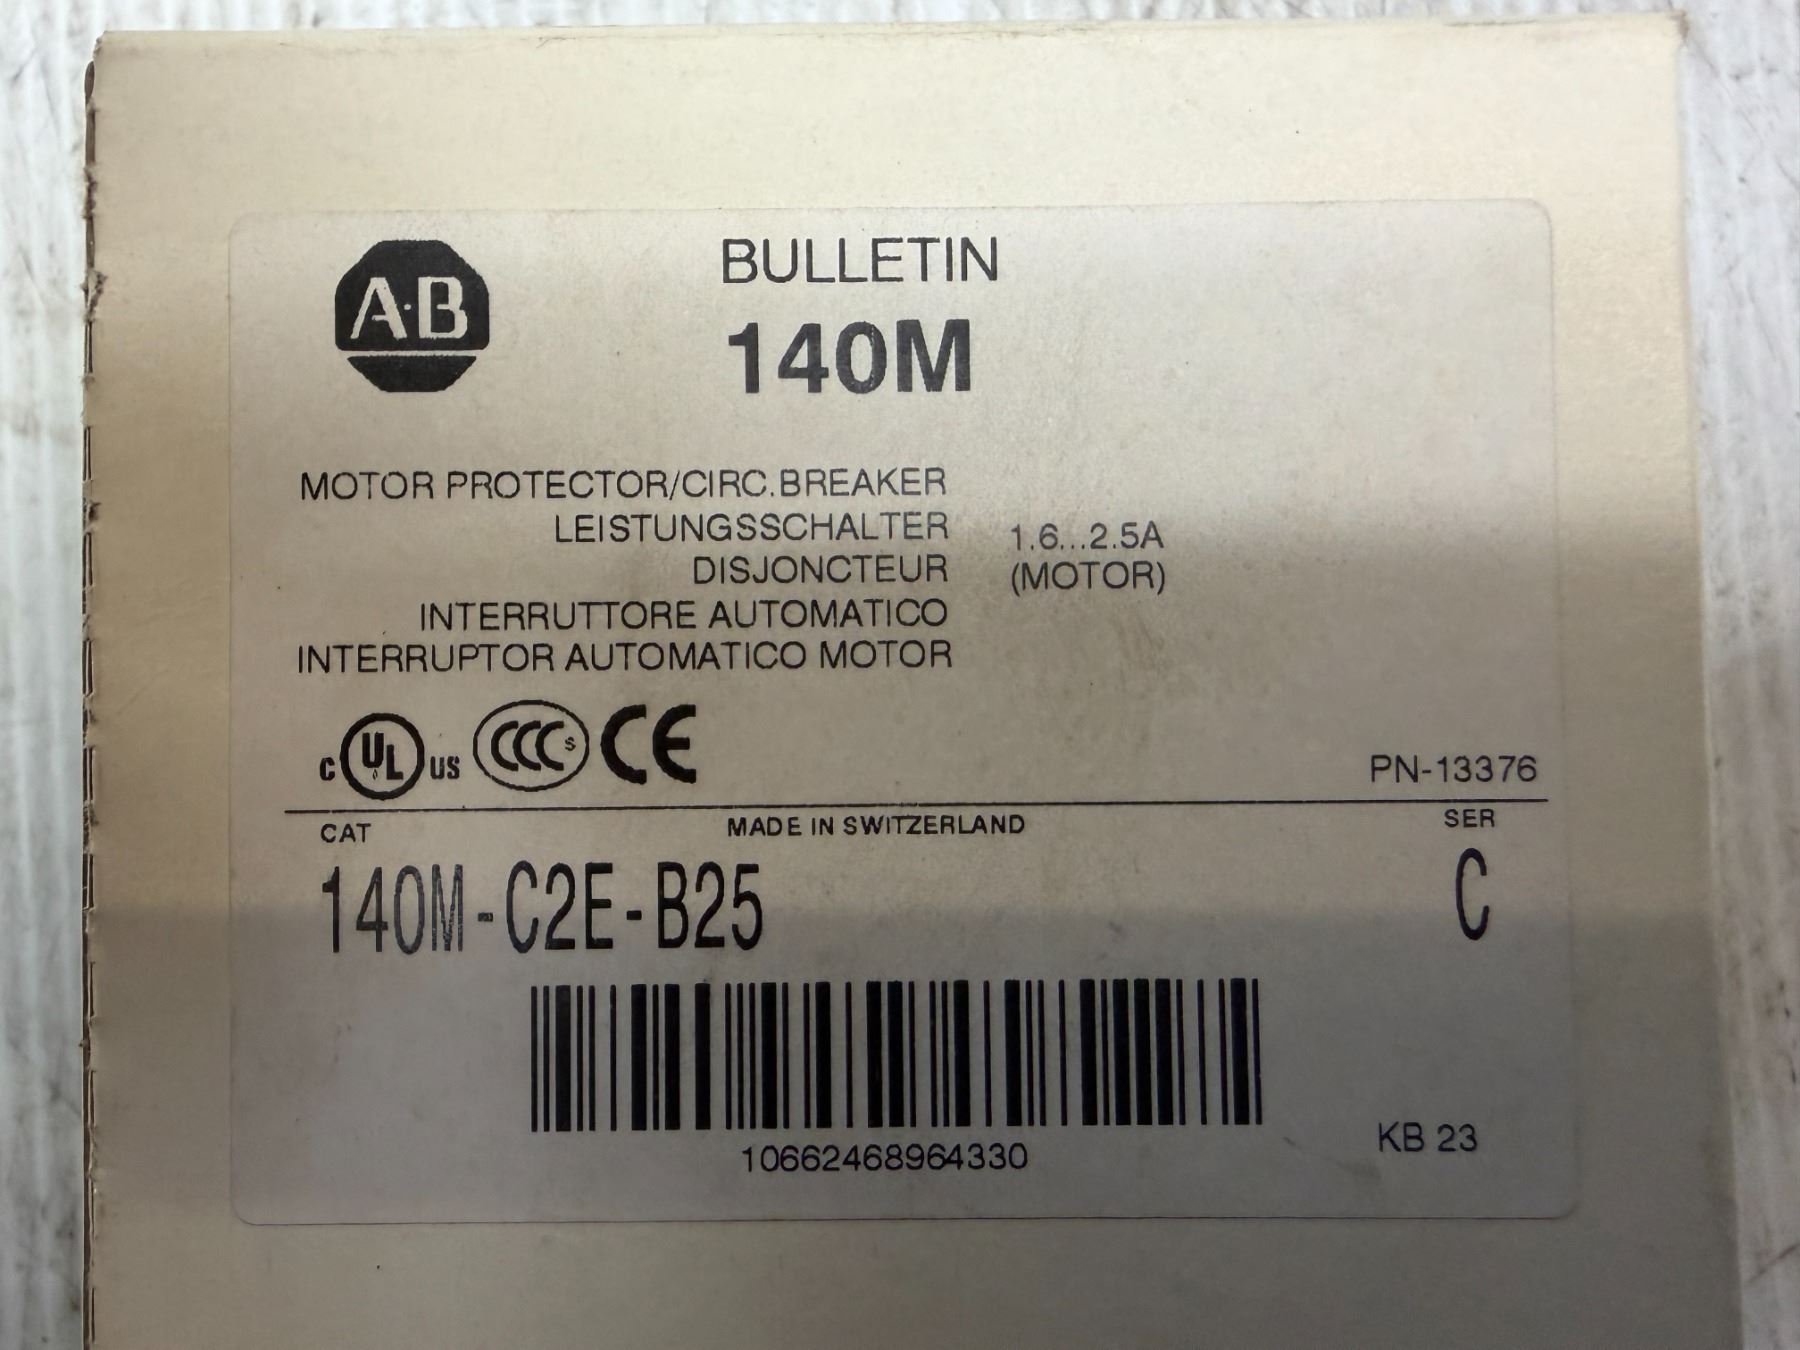 A·B
BULLETIN
140M
MOTOR PROTECTOR/CIRC.BREAKER
LEISTUNGSSCHALTER
DISJONCTEUR
INTERRUTTORE AUTOMATICO
INTERRUPTOR AUTOMATICO MOTOR
1.6...2.5A
(MOTOR)
c UL US CCC S CE
PN-13376
CAT
MADE IN SWITZERLAND
SER
140M-C2E-B25
C
10662468964330
KB 23